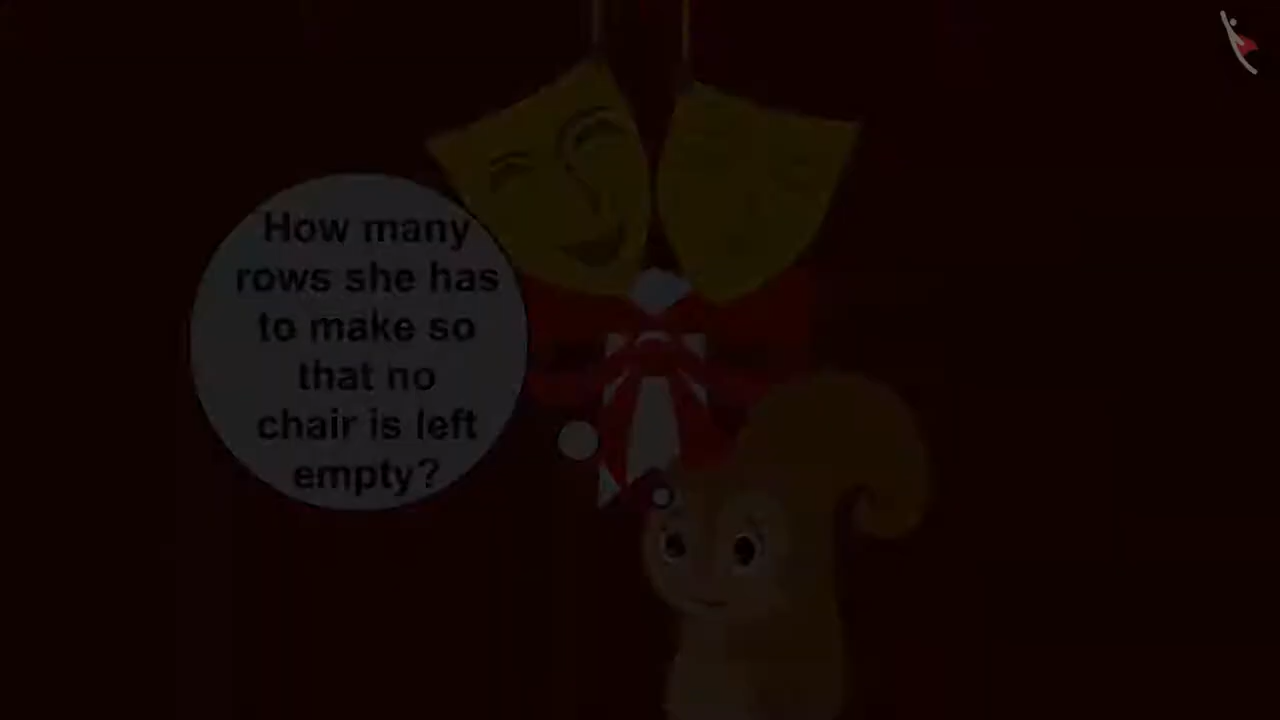 How many
rows she has
to make so
that no
chair is left
empty?